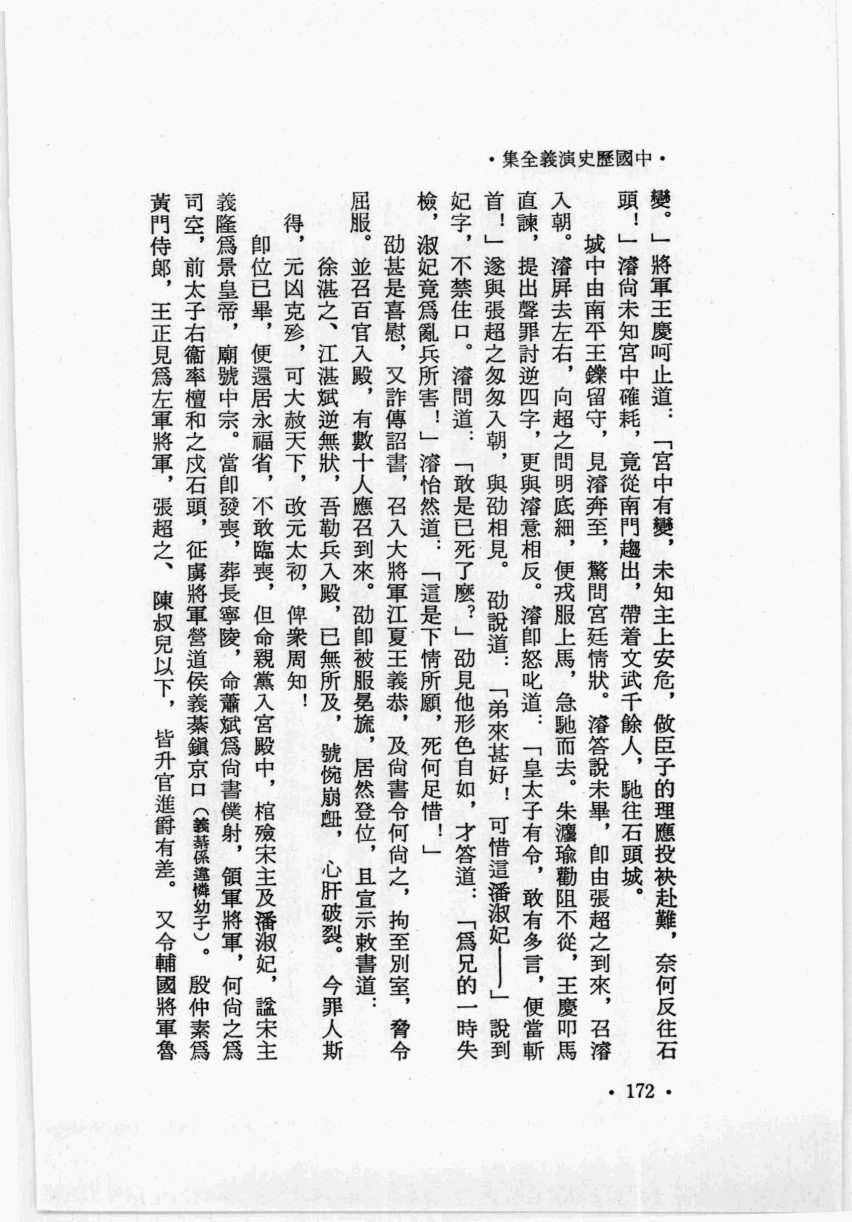 ·中國歷史演義全集·
變。」將軍王慶呵止道：「宮中有變，未知主上安危，做臣子的理應投袂赴難，奈何反往石
頭！」濬尙未知宮中確耗，竟從南門趨出，帶着文武千餘人，馳往石頭城。
城中由南平王鑠留守，見濬奔至，驚問宮廷情狀。濬答說未畢，卽由張超之到來，召濬
入朝。濬屏去左右，向超之問明底細，便戎服上馬，急馳而去。朱灋瑜勸阻不從，王慶叩馬
直諫，提出聲罪討逆四字，更與濬意相反。濬卽怒叱道：「皇太子有令，敢有多言，便當斬
首！」遂與張超之匆匆入朝，與劭相見。劭說道：「弟來甚好！可惜這潘淑妃——」說到
妃字，不禁住口。濬問道：「敢是已死了麽？」劭見他形色自如，才答道：「爲兄的一時失
檢，淑妃竟爲亂兵所害！」濬怡然道：「這是下情所願，死何足惜！」
劭甚是喜慰，又詐傳詔書，召入大將軍江夏王義恭，及尙書令何尙之，拘至別室，脅令
屈服。並召百官入殿，有數十人應召到來。劭卽被服冕旒，居然登位，且宣示敕書道：
徐湛之、江湛弒逆無狀，吾勒兵入殿，已無所及，號惋崩衄，心肝破裂。今罪人斯
得，元凶克殄，可大赦天下，改元太初，俾衆周知！
卽位已畢，便還居永福省，不敢臨喪，但命親黨入宮殿中，棺殮宋主及潘淑妃，諡宋主
義隆爲景皇帝，廟號中宗。當卽發喪，葬長寧陵，命蕭斌爲尙書僕射，領軍將軍，何尙之爲
司空，前太子右衞率檀和之戍石頭，征虜將軍營道侯義綦鎭京口（義綦係道憐幼子）。殷仲素爲
黃門侍郎，王正見爲左軍將軍，張超之、陳叔兒以下，皆升官進爵有差。又令輔國將軍魯
·172·